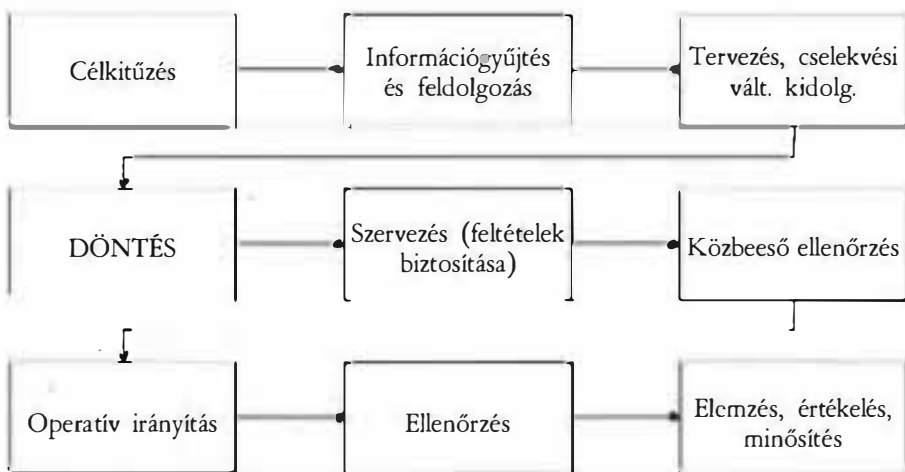 Célkitűzés
Információgyűjtés
és feldolgozás
Tervezés, cselekvési
vált. kidolg.
DÖNTÉS
Szervezés (feltételek
biztosítása)
Közbeeső ellenőrzés
Operatív irányítás
Ellenőrzés
Elemzés, értékelés,
minősítés